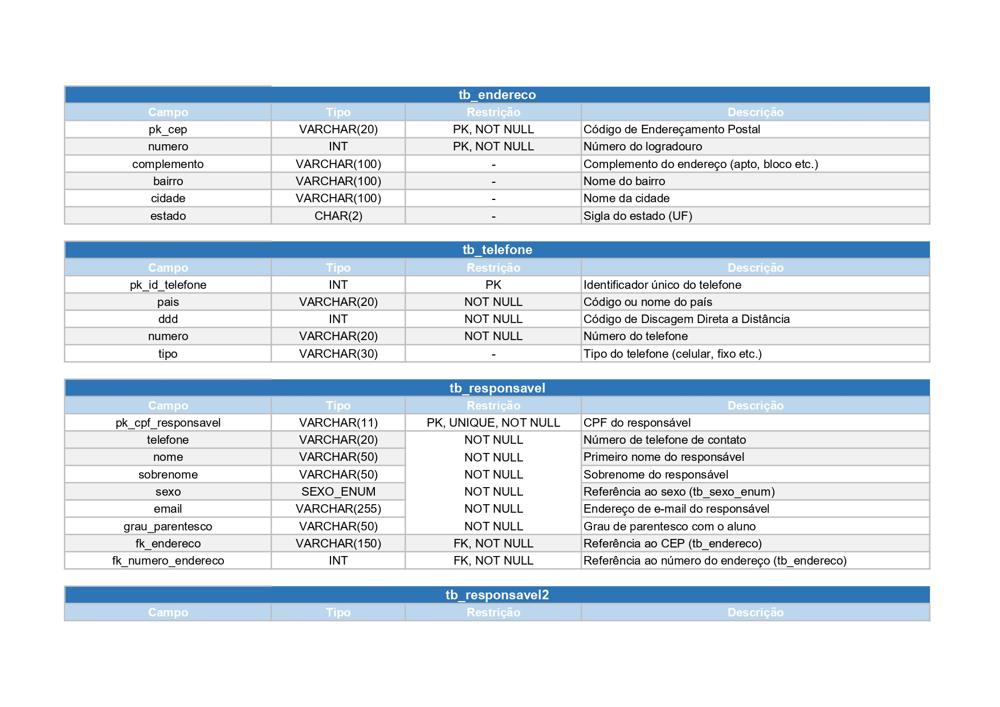 tb_endereco
Campo Tipo Restrição Descrição
pk_cep VARCHAR(20) PK, NOT NULL Código de Endereçamento Postal
numero INT PK, NOT NULL Número do logradouro
complemento VARCHAR(100) - Complemento do endereço (apto, bloco etc.)
bairro VARCHAR(100) - Nome do bairro
cidade VARCHAR(100) - Nome da cidade
estado CHAR(2) - Sigla do estado (UF)
tb_telefone
Campo Tipo Restrição Descrição
pk_id_telefone INT PK Identificador único do telefone
pais VARCHAR(20) NOT NULL Código ou nome do país
ddd INT NOT NULL Código de Discagem Direta a Distância
numero VARCHAR(20) NOT NULL Número do telefone
tipo VARCHAR(30) - Tipo do telefone (celular, fixo etc.)
tb_responsavel
Campo Tipo Restrição Descrição
pk_cpf_responsavel VARCHAR(11) PK, UNIQUE, NOT NULL CPF do responsável
telefone VARCHAR(20) NOT NULL Número de telefone de contato
nome VARCHAR(50) NOT NULL Primeiro nome do responsável
sobrenome VARCHAR(50) NOT NULL Sobrenome do responsável
sexo SEXO_ENUM NOT NULL Referência ao sexo (tb_sexo_enum)
email VARCHAR(255) NOT NULL Endereço de e-mail do responsável
grau_parentesco VARCHAR(50) NOT NULL Grau de parentesco com o aluno
fk_endereco VARCHAR(150) FK, NOT NULL Referência ao CEP (tb_endereco)
fk_numero_endereco INT FK, NOT NULL Referência ao número do endereço (tb_endereco)
tb_responsavel2
Campo Tipo Restrição Descrição